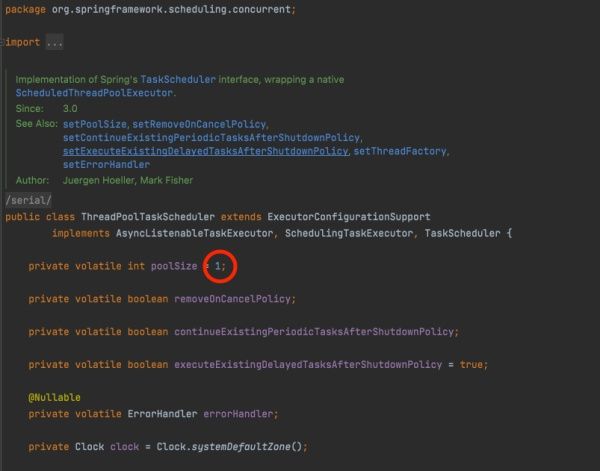 package org.springframework.scheduling.concurrent;
import ...
Implementation of Spring's TaskScheduler interface, wrapping a native
ScheduledThreadPoolExecutor.
Since: 3.0
See Also: setPoolSize, setRemoveOnCancelPolicy,
setContinueExistingPeriodicTasksAfterShutdownPolicy,
setExecuteExistingDelayedTasksAfterShutdownPolicy, setThreadFactory,
setErrorHandler
Author: Juergen Hoeller, Mark Fisher
/serial/
public class ThreadPoolTaskScheduler extends ExecutorConfigurationSupport
implements AsyncListenableTaskExecutor, SchedulingTaskExecutor, TaskScheduler {
private volatile int poolSize = 1;
private volatile boolean removeOnCancelPolicy;
private volatile boolean continueExistingPeriodicTasksAfterShutdownPolicy;
private volatile boolean executeExistingDelayedTasksAfterShutdownPolicy = true;
@Nullable
private volatile ErrorHandler errorHandler;
private Clock clock = Clock.systemDefaultZone();